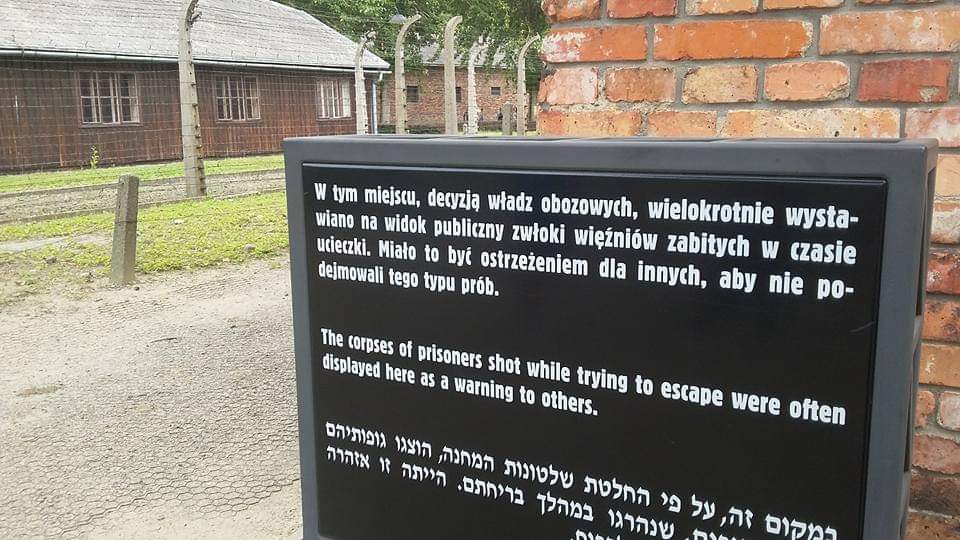 W tym miejscu, decyzją władz obozowych, wielokrotnie wysta-
wiano na widok publiczny zwłoki więźniów zabitych w czasie
ucieczki. Miało to być ostrzeżeniem dla innych, aby nie po-
dejmowali tego typu prób.
The corpses of prisoners shot while trying to escape were often
displayed here as a warning to others.
במקום זה, על פי החלטת שלטונות המחנה, הוצגו גופותיהם
שנהרגו במהלך בריחתם. הייתה זו אזהרה